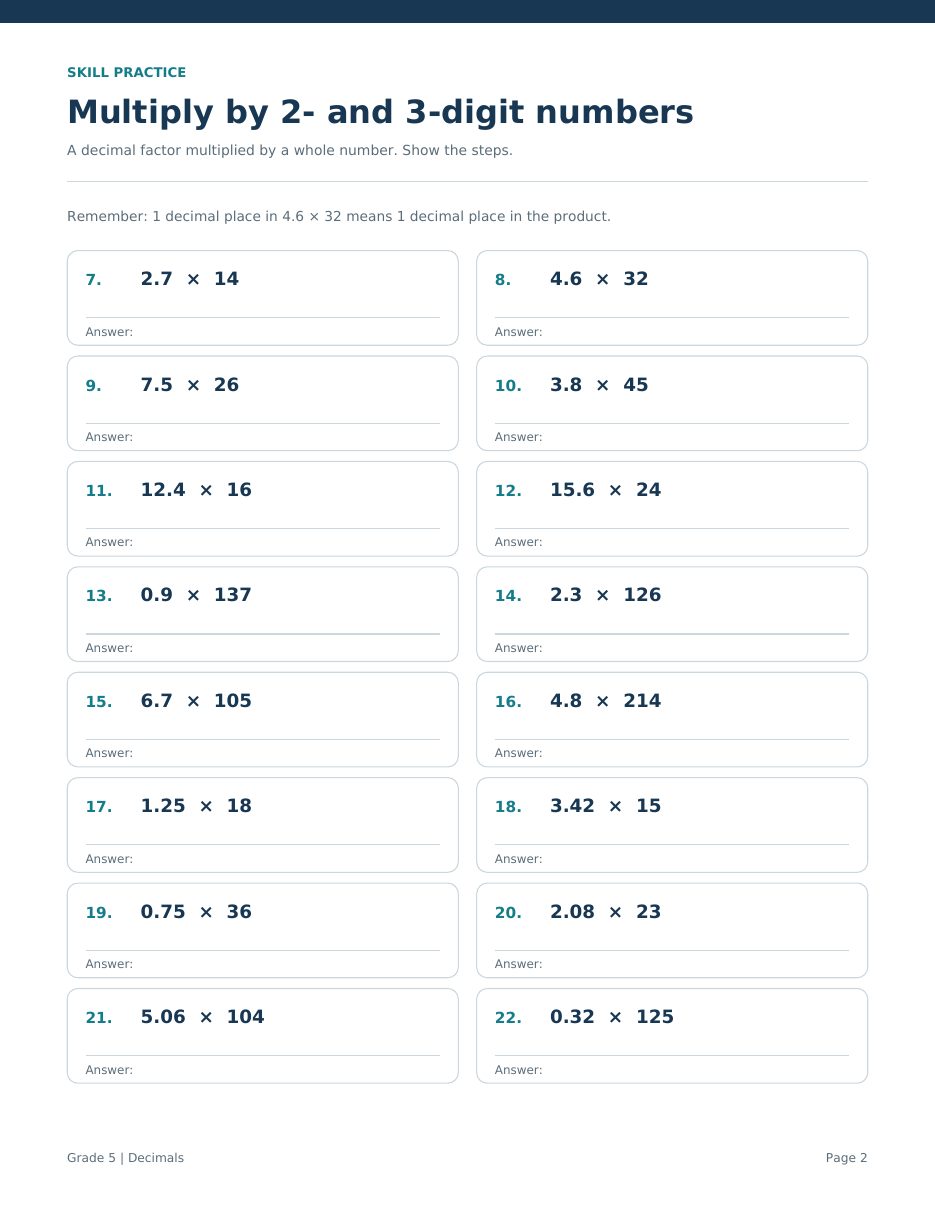 SKILL PRACTICE
Multiply by 2- and 3-digit numbers
A decimal factor multiplied by a whole number. Show the steps.
Remember: 1 decimal place in 4.6 × 32 means 1 decimal place in the product.
7. 2.7 × 14
Answer:
8. 4.6 × 32
Answer:
9. 7.5 × 26
Answer:
10. 3.8 × 45
Answer:
11. 12.4 × 16
Answer:
12. 15.6 × 24
Answer:
13. 0.9 × 137
Answer:
14. 2.3 × 126
Answer:
15. 6.7 × 105
Answer:
16. 4.8 × 214
Answer:
17. 1.25 × 18
Answer:
18. 3.42 × 15
Answer:
19. 0.75 × 36
Answer:
20. 2.08 × 23
Answer:
21. 5.06 × 104
Answer:
22. 0.32 × 125
Answer:
Grade 5 | Decimals
Page 2